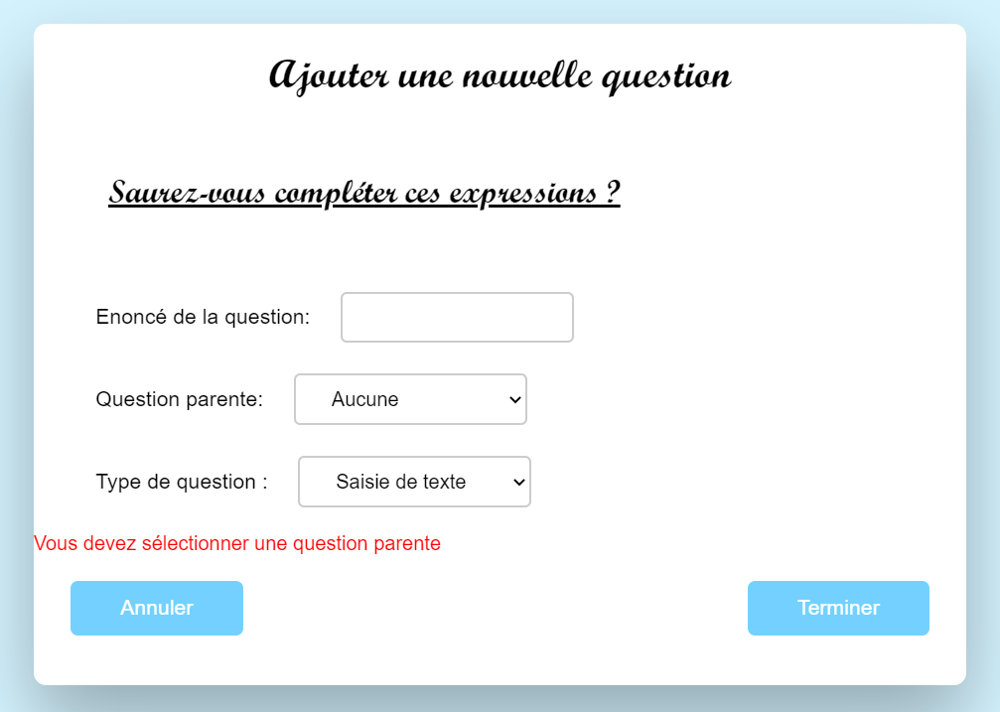 Ajouter une nouvelle question
Saurez-vous compléter ces expressions ?
Enoncé de la question:
Question parente: Aucune
Type de question : Saisie de texte
Vous devez sélectionner une question parente
Annuler Terminer